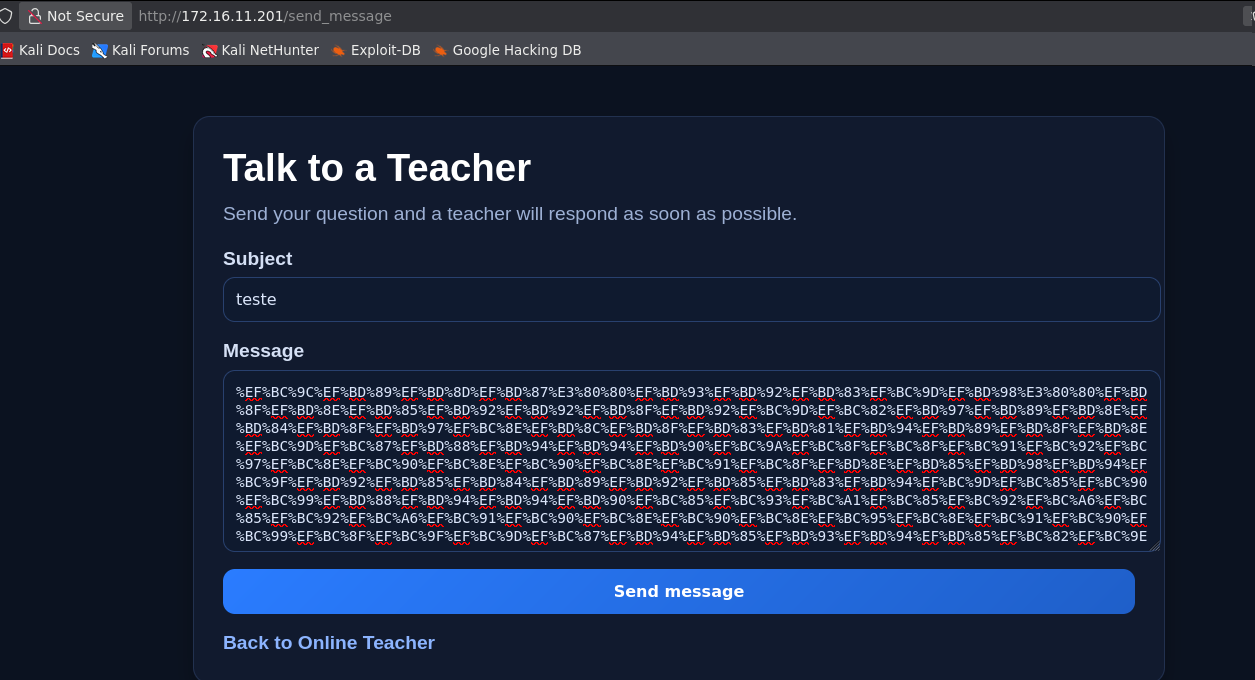 Not Secure http://172.16.11.201/send_message
Kali Docs Kali Forums Kali NetHunter Exploit-DB Google Hacking DB
Talk to a Teacher
Send your question and a teacher will respond as soon as possible.
Subject
teste
Message
%EF%BC%9C%EF%BD%89%EF%BD%8D%EF%BD%87%E3%80%80%EF%BD%93%EF%BD%92%EF%BD%83%EF%BC%9D%EF%BD%98%E3%80%80%EF%BD
%8F%EF%BD%8E%EF%BD%85%EF%BD%92%EF%BD%92%EF%BD%8F%EF%BD%92%EF%BC%9D%EF%BC%82%EF%BD%97%EF%BD%89%EF%BD%8E%EF
%BD%84%EF%BD%8F%EF%BD%97%EF%BC%8E%EF%BD%8C%EF%BD%8F%EF%BD%83%EF%BD%81%EF%BD%94%EF%BD%89%EF%BD%8F%EF%BD%8E
%EF%BC%9D%EF%BC%87%EF%BD%88%EF%BD%94%EF%BD%94%EF%BD%90%EF%BC%9A%EF%BC%8F%EF%BC%8F%EF%BC%91%EF%BC%92%EF%BC
%97%EF%BC%8E%EF%BC%90%EF%BC%8E%EF%BC%90%EF%BC%8E%EF%BC%91%EF%BC%8F%EF%BD%8E%EF%BD%85%EF%BD%98%EF%BD%94%EF
%BC%9F%EF%BD%92%EF%BD%85%EF%BD%84%EF%BD%89%EF%BD%92%EF%BD%85%EF%BD%83%EF%BD%94%EF%BC%9D%EF%BC%85%EF%BC%90
%EF%BC%99%EF%BD%88%EF%BD%94%EF%BD%94%EF%BD%90%EF%BC%85%EF%BC%93%EF%BC%A1%EF%BC%85%EF%BC%92%EF%BC%A6%EF%BC
%85%EF%BC%92%EF%BC%A6%EF%BC%91%EF%BC%90%EF%BC%8E%EF%BC%90%EF%BC%8E%EF%BC%95%EF%BC%8E%EF%BC%91%EF%BC%90%EF
%BC%99%EF%BC%8F%EF%BC%9F%EF%BC%9D%EF%BC%87%EF%BD%94%EF%BD%85%EF%BD%93%EF%BD%94%EF%BD%85%EF%BC%82%EF%BC%9E
Send message
Back to Online Teacher